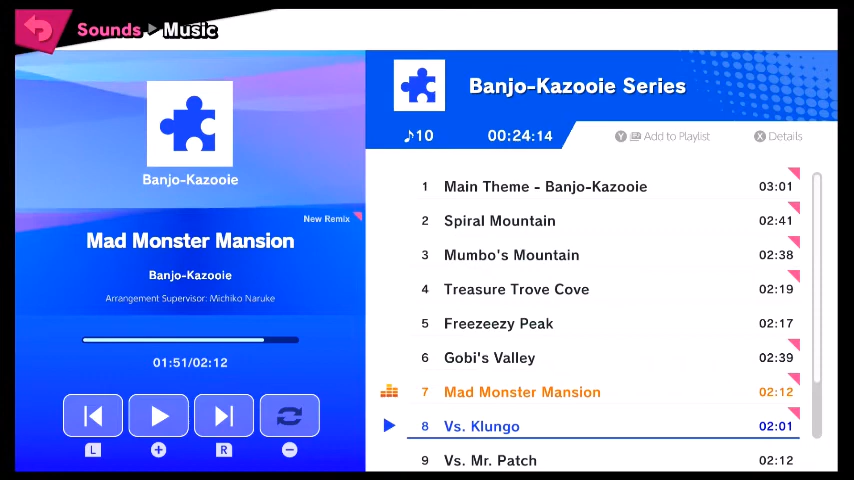 Sounds ▶ Music
Banjo-Kazooie
New Remix
Mad Monster Mansion
Banjo-Kazooie
Arrangement Supervisor: Michiko Naruke
01:51/02:12
L + R −
Banjo-Kazooie Series
♪10 00:24:14 Y Add to Playlist X Details
1 Main Theme - Banjo-Kazooie 03:01
2 Spiral Mountain 02:41
3 Mumbo's Mountain 02:38
4 Treasure Trove Cove 02:19
5 Freezeezy Peak 02:17
6 Gobi's Valley 02:39
7 Mad Monster Mansion 02:12
8 Vs. Klungo 02:01
9 Vs. Mr. Patch 02:12